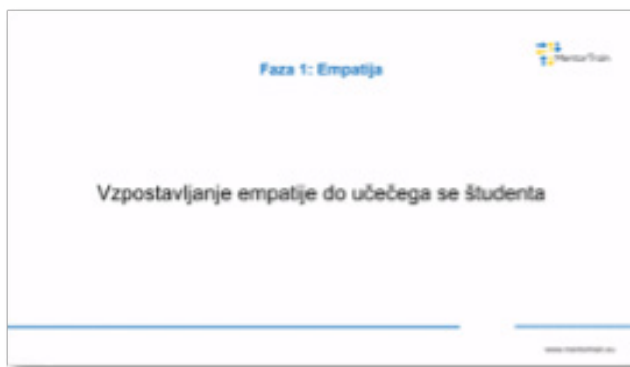 Faza 1: Empatija
MentorTrain
Vzpostavljanje empatije do učečega se študenta
www.mentortrain.eu